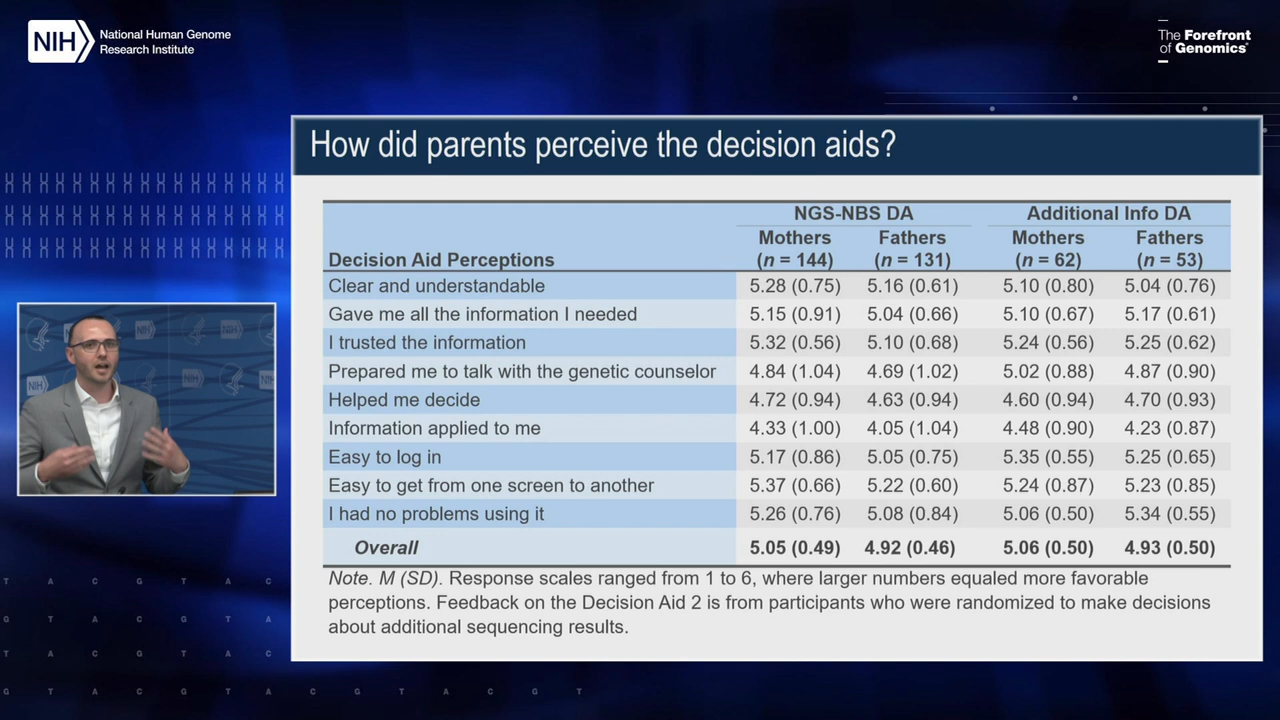 NIH
National Human Genome
Research Institute
The Forefront
of Genomics®
How did parents perceive the decision aids?
NGS-NBS DA Additional Info DA
Mothers Fathers Mothers Fathers
Decision Aid Perceptions (n = 144) (n = 131) (n = 62) (n = 53)
Clear and understandable 5.28 (0.75) 5.16 (0.61) 5.10 (0.80) 5.04 (0.76)
Gave me all the information I needed 5.15 (0.91) 5.04 (0.66) 5.10 (0.67) 5.17 (0.61)
I trusted the information 5.32 (0.56) 5.10 (0.68) 5.24 (0.56) 5.25 (0.62)
Prepared me to talk with the genetic counselor 4.84 (1.04) 4.69 (1.02) 5.02 (0.88) 4.87 (0.90)
Helped me decide 4.72 (0.94) 4.63 (0.94) 4.60 (0.94) 4.70 (0.93)
Information applied to me 4.33 (1.00) 4.05 (1.04) 4.48 (0.90) 4.23 (0.87)
Easy to log in 5.17 (0.86) 5.05 (0.75) 5.35 (0.55) 5.25 (0.65)
Easy to get from one screen to another 5.37 (0.66) 5.22 (0.60) 5.24 (0.87) 5.23 (0.85)
I had no problems using it 5.26 (0.76) 5.08 (0.84) 5.06 (0.50) 5.34 (0.55)
Overall 5.05 (0.49) 4.92 (0.46) 5.06 (0.50) 4.93 (0.50)
Note. M (SD). Response scales ranged from 1 to 6, where larger numbers equaled more favorable
perceptions. Feedback on the Decision Aid 2 is from participants who were randomized to make decisions
about additional sequencing results.
NIH
NIH
NIH
NIH
T A C G T A C
G T A C G T A
T A C G T A C
G T A C G T A C G T A C G T